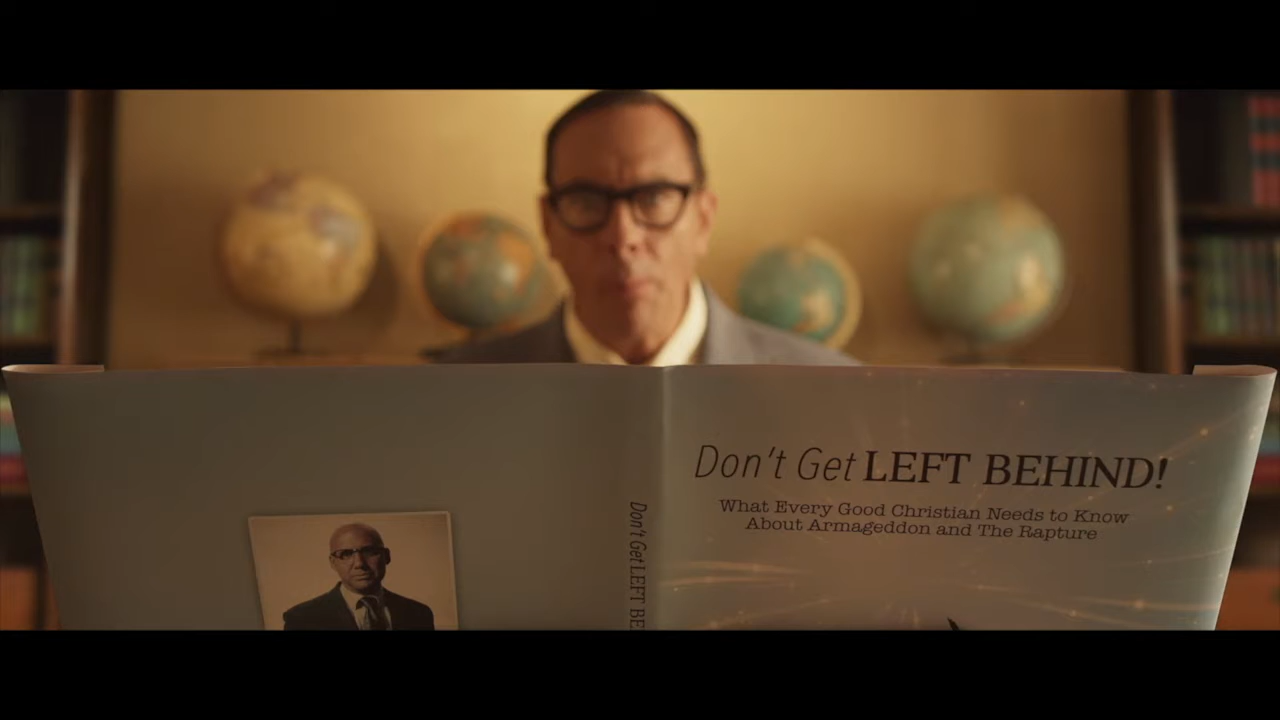 Don't Get LEFT BEHIND!
What Every Good Christian Needs to Know
About Armageddon and The Rapture
Don't Get LEFT BE